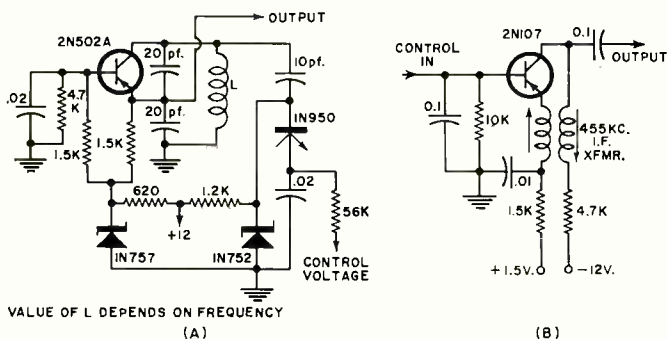 OUTPUT
2N502A
20 pf.
10 pf.
.02
4.7 K
L
1.5K
1.5K
20 pf.
1N950
.02
620
1.2K
56K
+12
1N757
1N752
CONTROL VOLTAGE
VALUE OF L DEPENDS ON FREQUENCY
(A)
2N107
0.1
OUTPUT
CONTROL IN
0.1
10K
455KC. I.F. XFMR.
.01
1.5K
4.7K
+1.5V.
-12V.
(B)